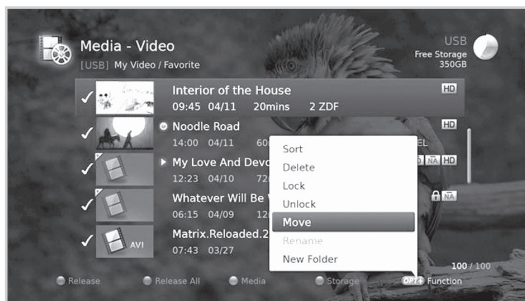 Media - Video
[USB] My Video / Favorite
USB
Free Storage
350GB
Interior of the House HD
09:45 04/11 20mins 2 ZDF
Noodle Road HD
14:00 04/11 EL
My Love And NA HD
12:23 04/10
Whatever Will Be NA
06:15 04/09
Matrix.Reloaded.2
AVI
07:43 03/27
Sort
Delete
Lock
Unlock
Move
Rename
New Folder
100 / 100
Release
Release All
Media
Storage
OPT+ Function